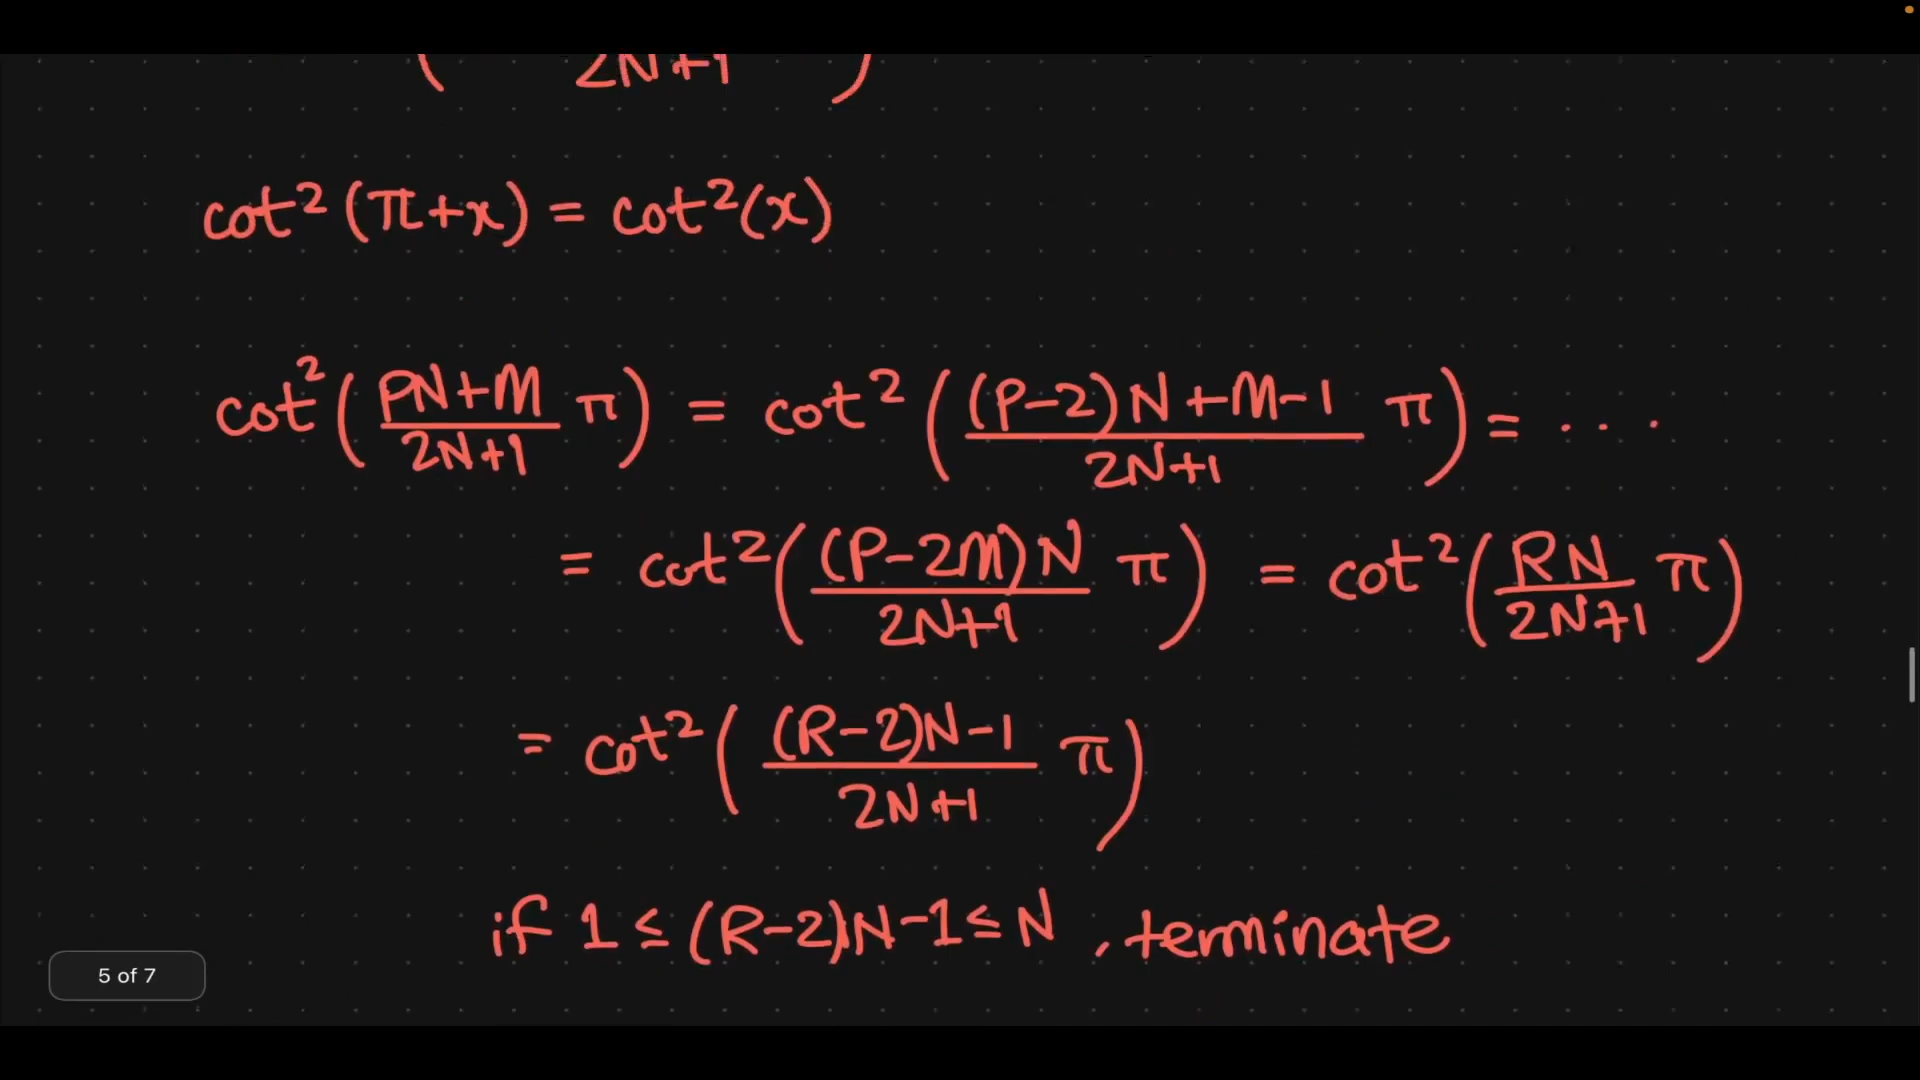 2N+1
cot²(π+x) = cot²(x)
cot²((PN+M)/(2N+1) π) = cot²(((P-2)N+M-1)/(2N+1) π) = ....
= cot²(((P-2M)N)/(2N+1) π) = cot²((RN)/(2N+1) π)
= cot²(((R-2)N-1)/(2N+1) π)
if 1 ≤ (R-2)N-1 ≤ N , terminate
5 of 7